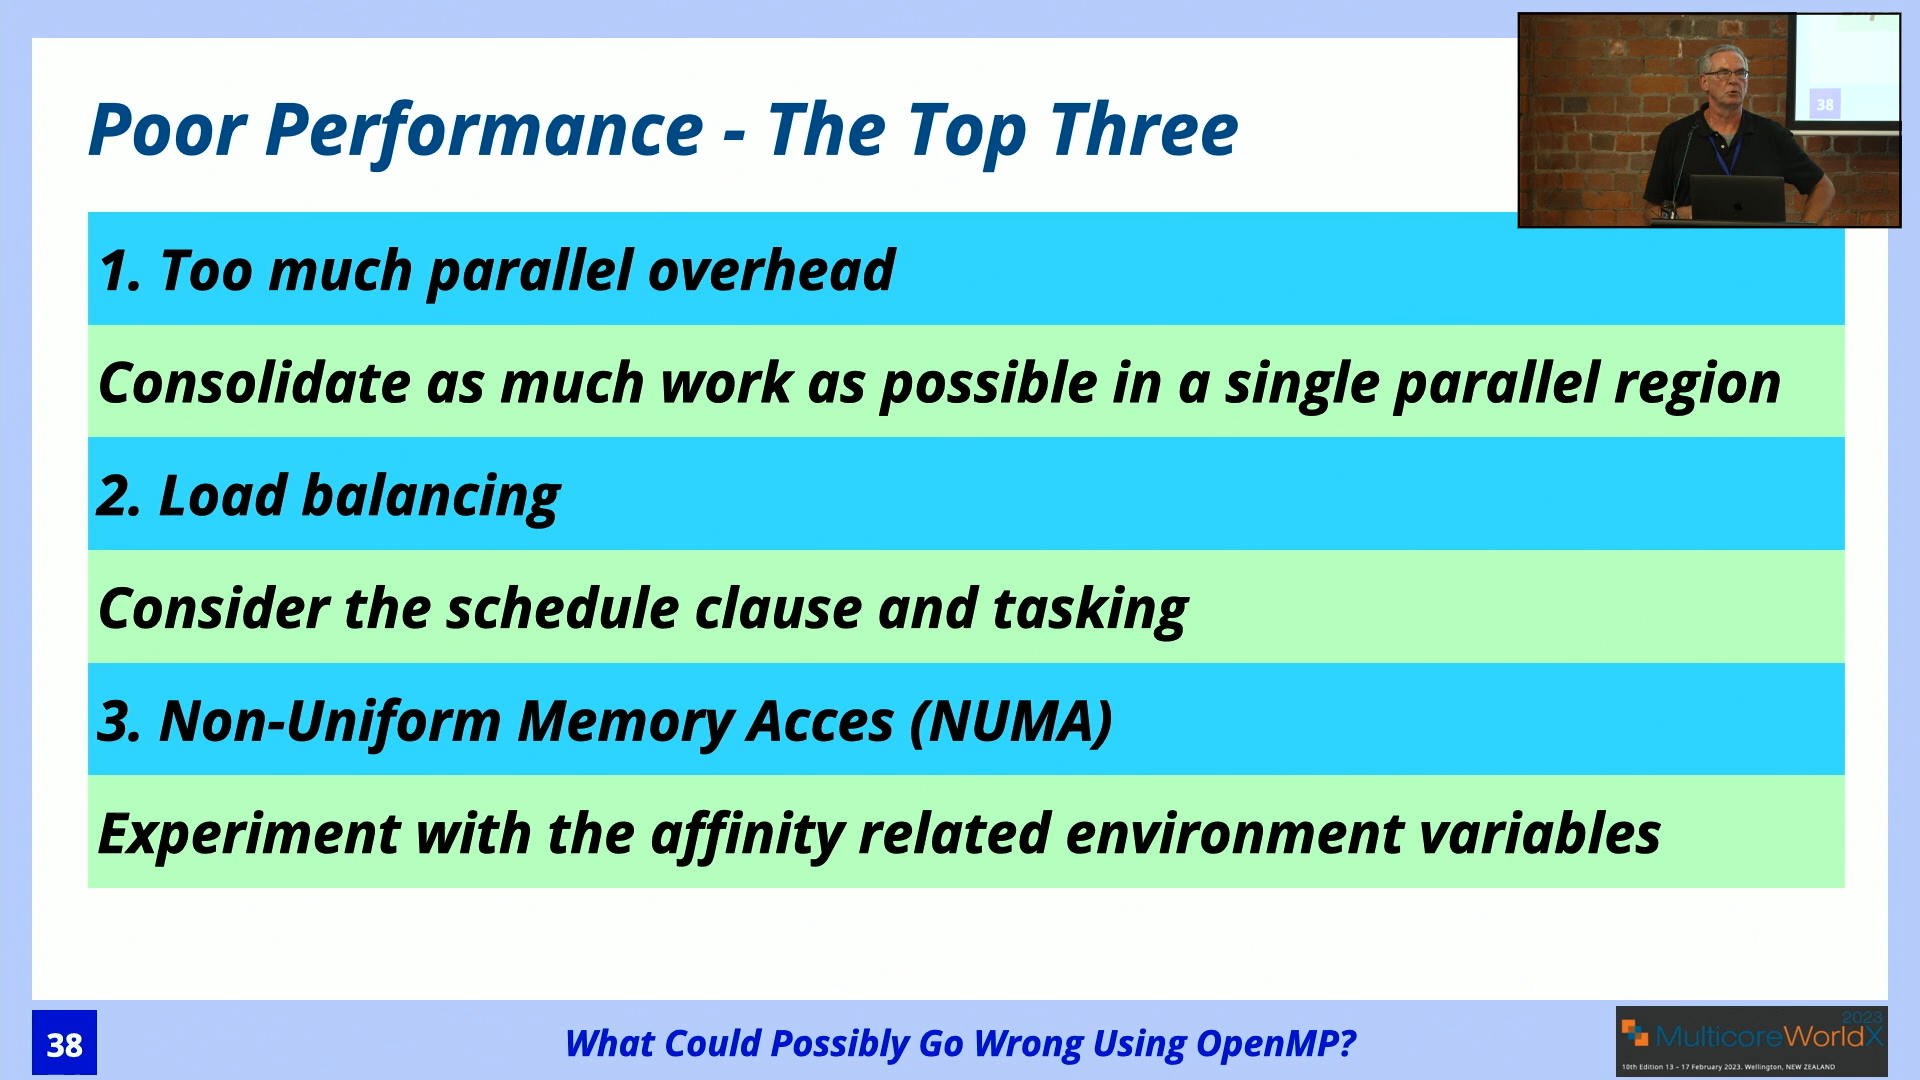 Poor Performance - The Top Three
38
1. Too much parallel overhead
Consolidate as much work as possible in a single parallel region
2. Load balancing
Consider the schedule clause and tasking
3. Non-Uniform Memory Acces (NUMA)
Experiment with the affinity related environment variables
38
What Could Possibly Go Wrong Using OpenMP?
2023
MulticoreWorldX
10th Edition 13 - 17 February 2023. Wellington, NEW ZEALAND